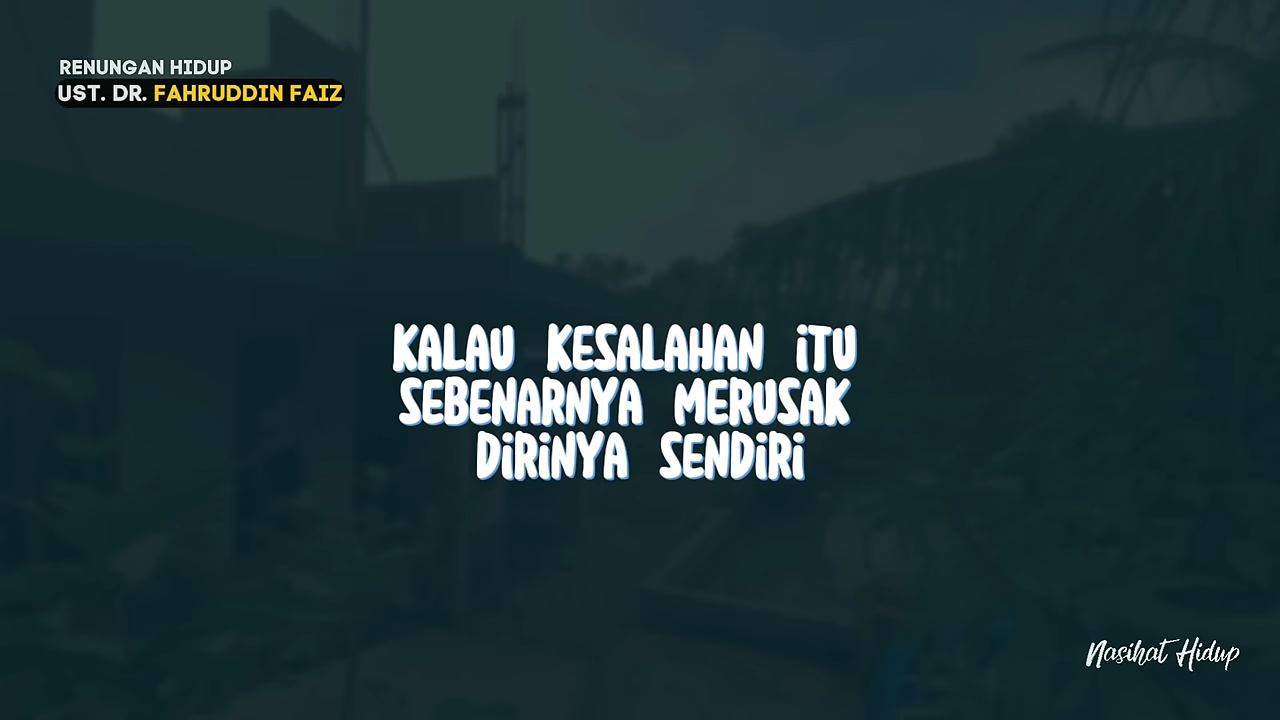 RENUNGAN HIDUP
UST. DR. FAHRUDDIN FAIZ
KALAU KESALAHAN iTU
SEBENARNYA MERUSAK
DiRiNYA SENDiRi
Nasihat Hidup